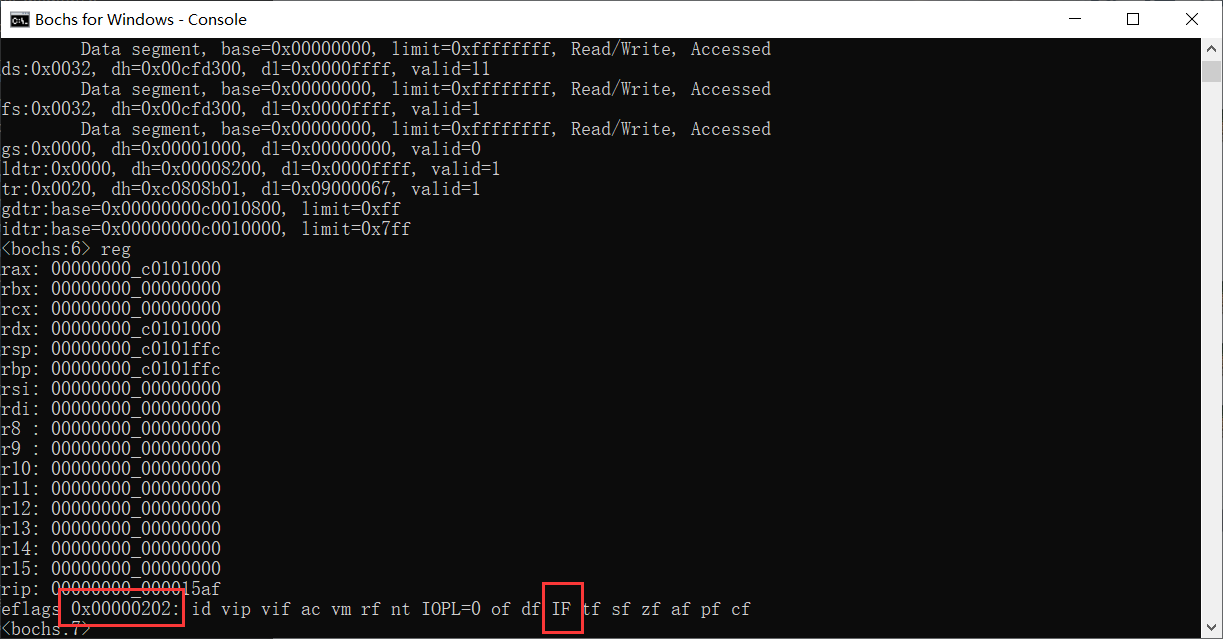 Bochs for Windows - Console
Data segment, base=0x00000000, limit=0xffffffff, Read/Write, Accessed
ds:0x0032, dh=0x00cfd300, dl=0x0000ffff, valid=11
Data segment, base=0x00000000, limit=0xffffffff, Read/Write, Accessed
fs:0x0032, dh=0x00cfd300, dl=0x0000ffff, valid=1
Data segment, base=0x00000000, limit=0xffffffff, Read/Write, Accessed
gs:0x0000, dh=0x00001000, dl=0x00000000, valid=0
ldtr:0x0000, dh=0x00008200, dl=0x0000ffff, valid=1
tr:0x0020, dh=0xc0808b01, dl=0x09000067, valid=1
gdtr:base=0x00000000c0010800, limit=0xff
idtr:base=0x00000000c0010000, limit=0x7ff
<bochs:6> reg
rax: 00000000_c0101000
rbx: 00000000_00000000
rcx: 00000000_00000000
rdx: 00000000_c0101000
rsp: 00000000_c0101ffc
rbp: 00000000_c0101ffc
rsi: 00000000_00000000
rdi: 00000000_00000000
r8 : 00000000_00000000
r9 : 00000000_00000000
r10: 00000000_00000000
r11: 00000000_00000000
r12: 00000000_00000000
r13: 00000000_00000000
r14: 00000000_00000000
r15: 00000000_00000000
rip: 00000000_000015af
eflags 0x00000202: id vip vif ac vm rf nt IOPL=0 of df IF tf sf zf af pf cf
<bochs:7>